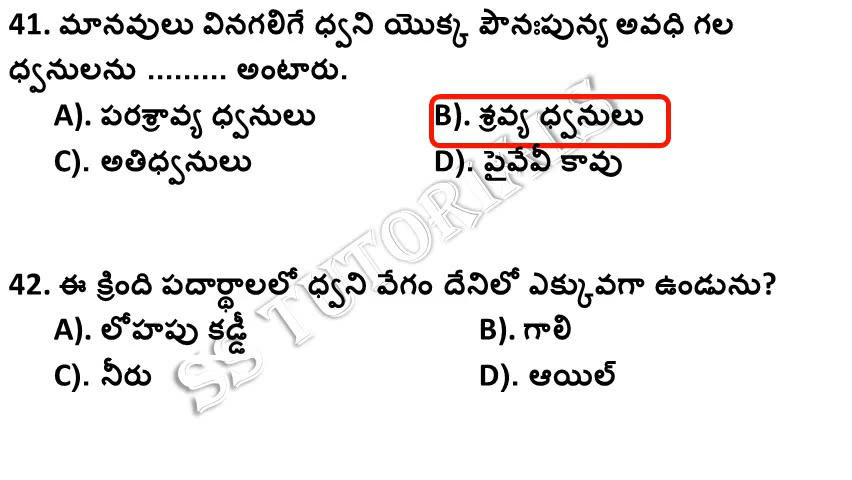 41. మానవులు వినగలిగే ధ్వని యొక్క పౌనఃపున్య అవధి గల
ధ్వనులను ......... అంటారు.
A). పరశ్రావ్య ధ్వనులు B). శ్రవ్య ధ్వనులు
C). అతిధ్వనులు D). పైవేవీ కావు
SS TUTORIALS
42. ఈ క్రింది పదార్థాలలో ధ్వని వేగం దేనిలో ఎక్కువగా ఉండును?
A). లోహపు కడ్డీ B). గాలి
C). నీరు D). ఆయిల్